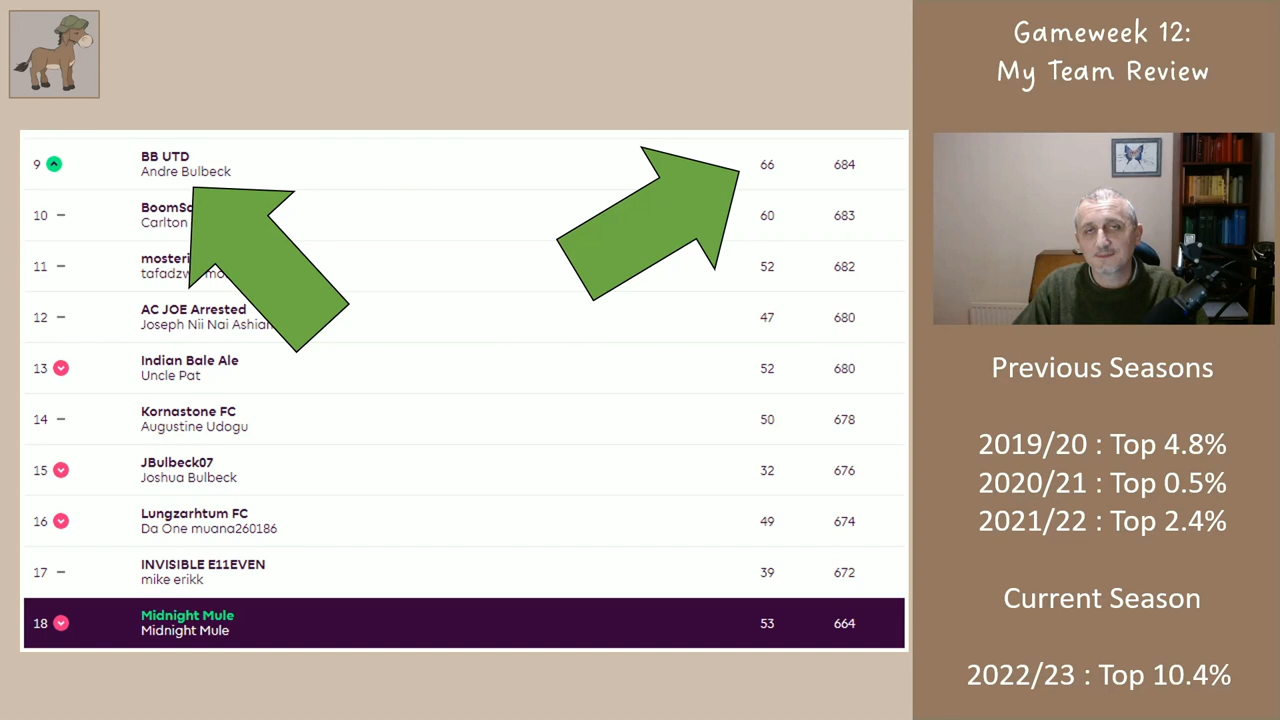 Gameweek 12:
My Team Review
9 BB UTD 66 684
Andre Bulbeck
10 60 683
Carlton
11 52 682
12 AC JOE Arrested 47 680
Joseph Nii Nai
13 Indian Bale Ale 52 680
Uncle Pat
14 Kornastone FC 50 678
Augustine Udogu
15 JBulbeck07 32 676
Joshua Bulbeck
16 Lungzarhtum FC 49 674
Da One muana260186
17 INVISIBLE E11EVEN 39 672
mike erikk
18 Midnight Mule 53 664
Midnight Mule
Previous Seasons
2019/20 : Top 4.8%
2020/21 : Top 0.5%
2021/22 : Top 2.4%
Current Season
2022/23 : Top 10.4%